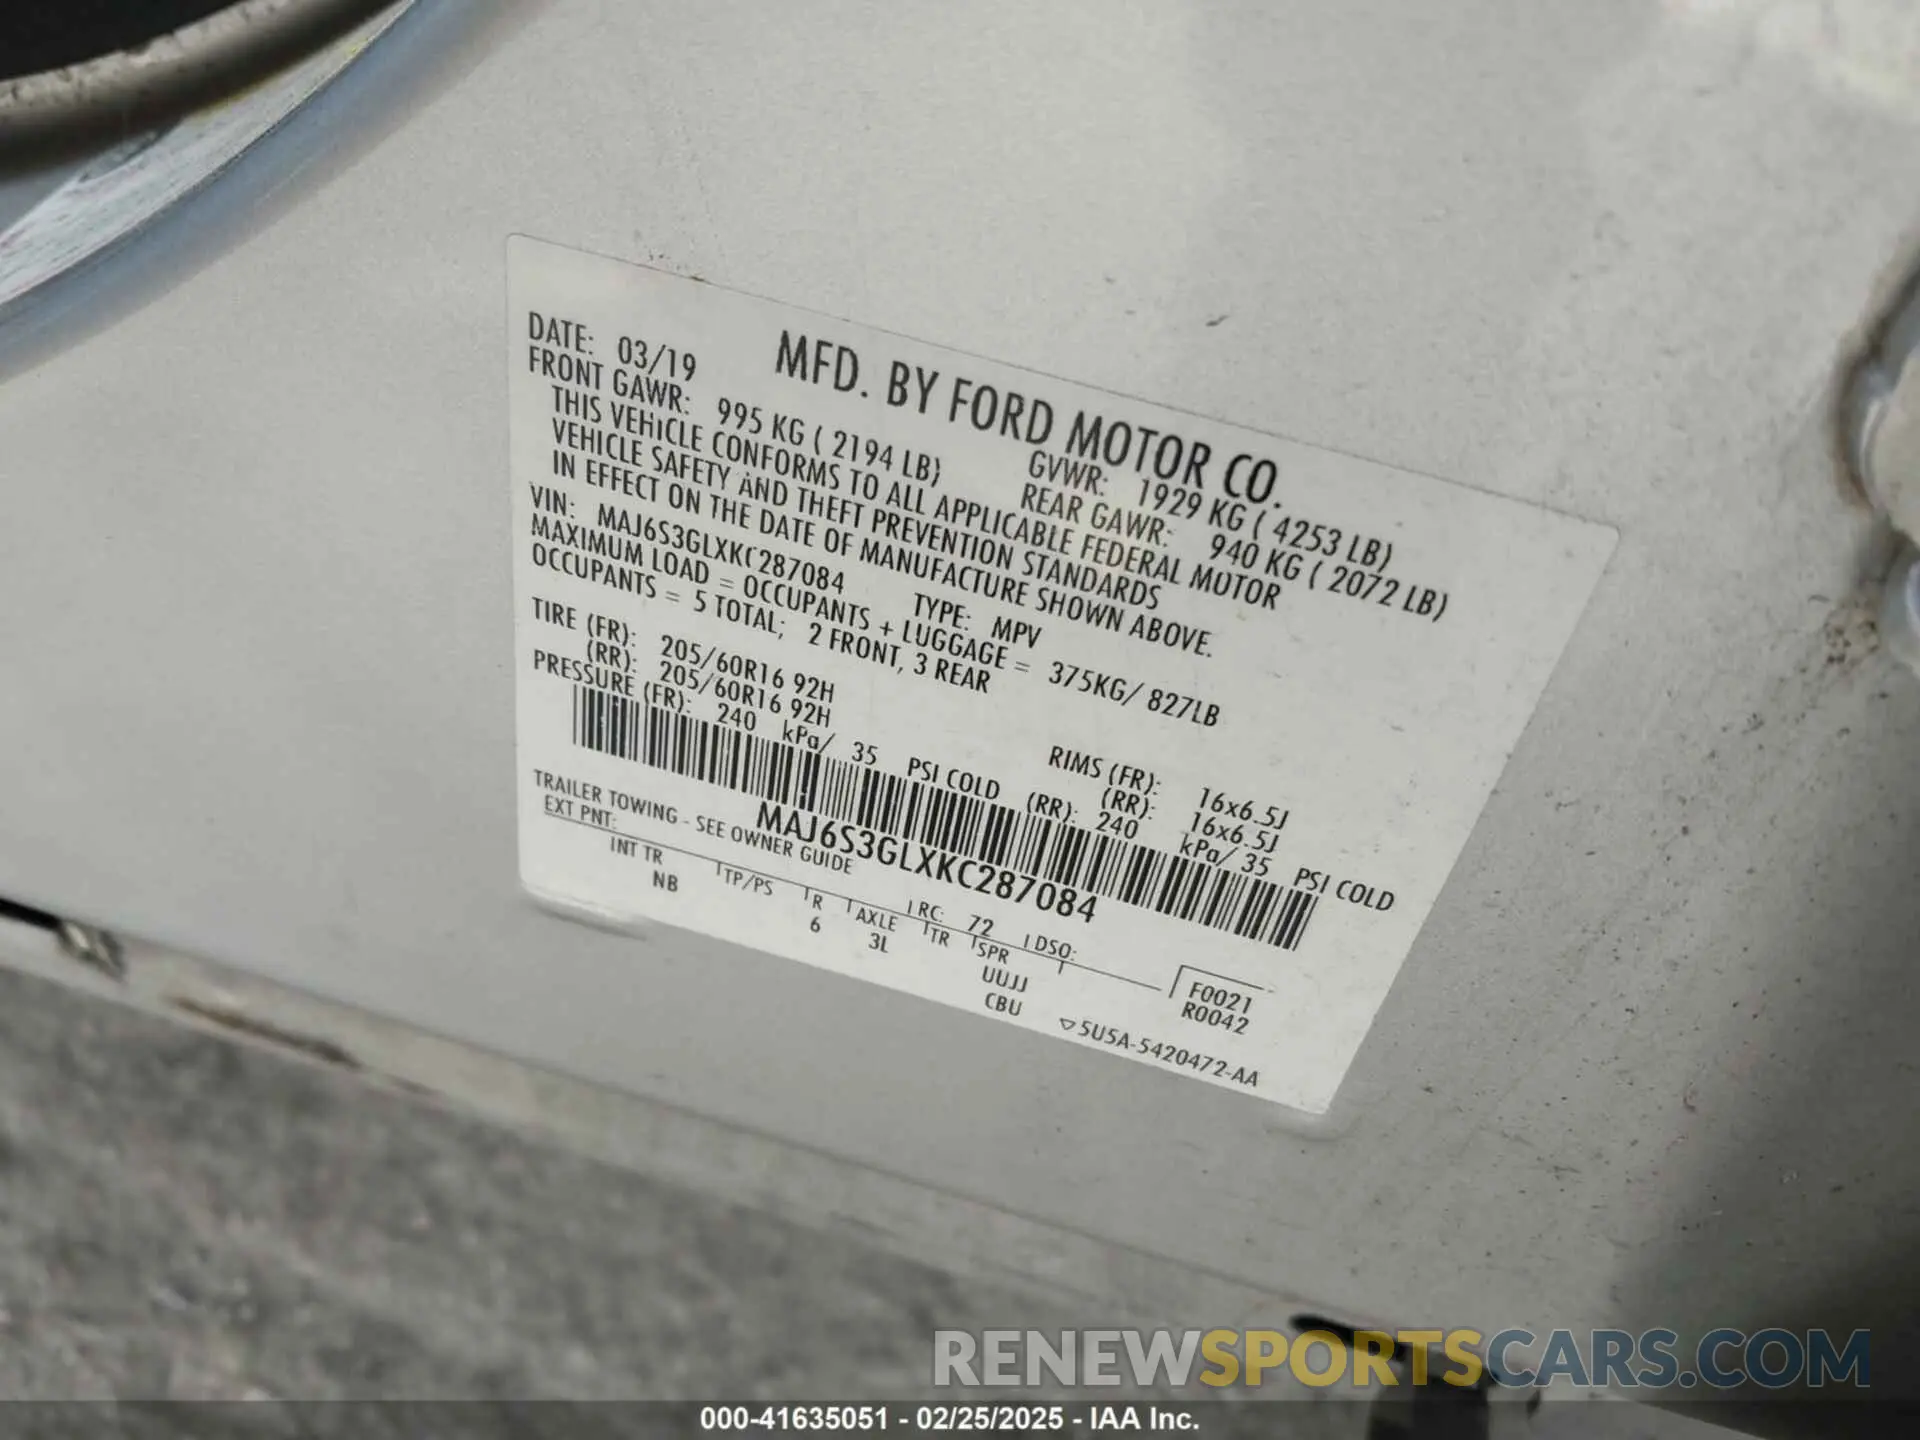 MFD. BY FORD MOTOR CO.
DATE: 03/19 GVWR: 1929 KG ( 4253 LB)
FRONT GAWR: 995 KG ( 2194 LB) REAR GAWR: 940 KG ( 2072 LB)
THIS VEHICLE CONFORMS TO ALL APPLICABLE FEDERAL MOTOR
VEHICLE SAFETY AND THEFT PREVENTION STANDARDS
IN EFFECT ON THE DATE OF MANUFACTURE SHOWN ABOVE.
VIN: MAJ6S3GLXKC287084 TYPE: MPV
MAXIMUM LOAD = OCCUPANTS + LUGGAGE = 375KG/ 827LB
OCCUPANTS = 5 TOTAL; 2 FRONT, 3 REAR
TIRE (FR): 205/60R16 92H RIMS (FR): 16x6.5J
(RR): 205/60R16 92H (RR): 16x6.5J
PRESSURE (FR): 240 kPa/ 35 PSI COLD (RR): 240 kPa/ 35 PSI COLD
MAJ6S3GLXKC287084
TRAILER TOWING - SEE OWNER GUIDE
EXT PNT: RC: 72 DSO:
INT TR TP/PS R AXLE TR SPR
NB 6 3L UUJJ
CBU
F0021
R0042
▽5U5A-5420472-AA
RENEWSPORTSCARS.COM
000-41635051 - 02/25/2025 - IAA Inc.